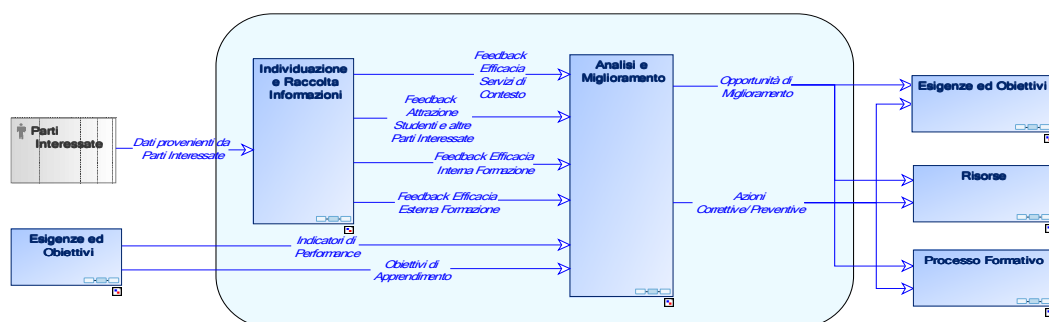 Parti
Interessate
Dati provenienti da
Parti Interessate
Esigenze ed
Obiettivi
Individuazione
e Raccolta
Informazioni
Feedback
Efficacia
Servizi di
Contesto
Feedback
Attrazione
Studenti e altre
Parti Interessate
Feedback Efficacia
Interna Formazione
Feedback Efficacia
Esterna Formazione
Indicatori di
Performance
Obiettivi di
Apprendimento
Analisi e
Miglioramento
Opportunità di
Miglioramento
Azioni
Correttive/Preventive
Esigenze ed Obiettivi
Risorse
Processo Formativo